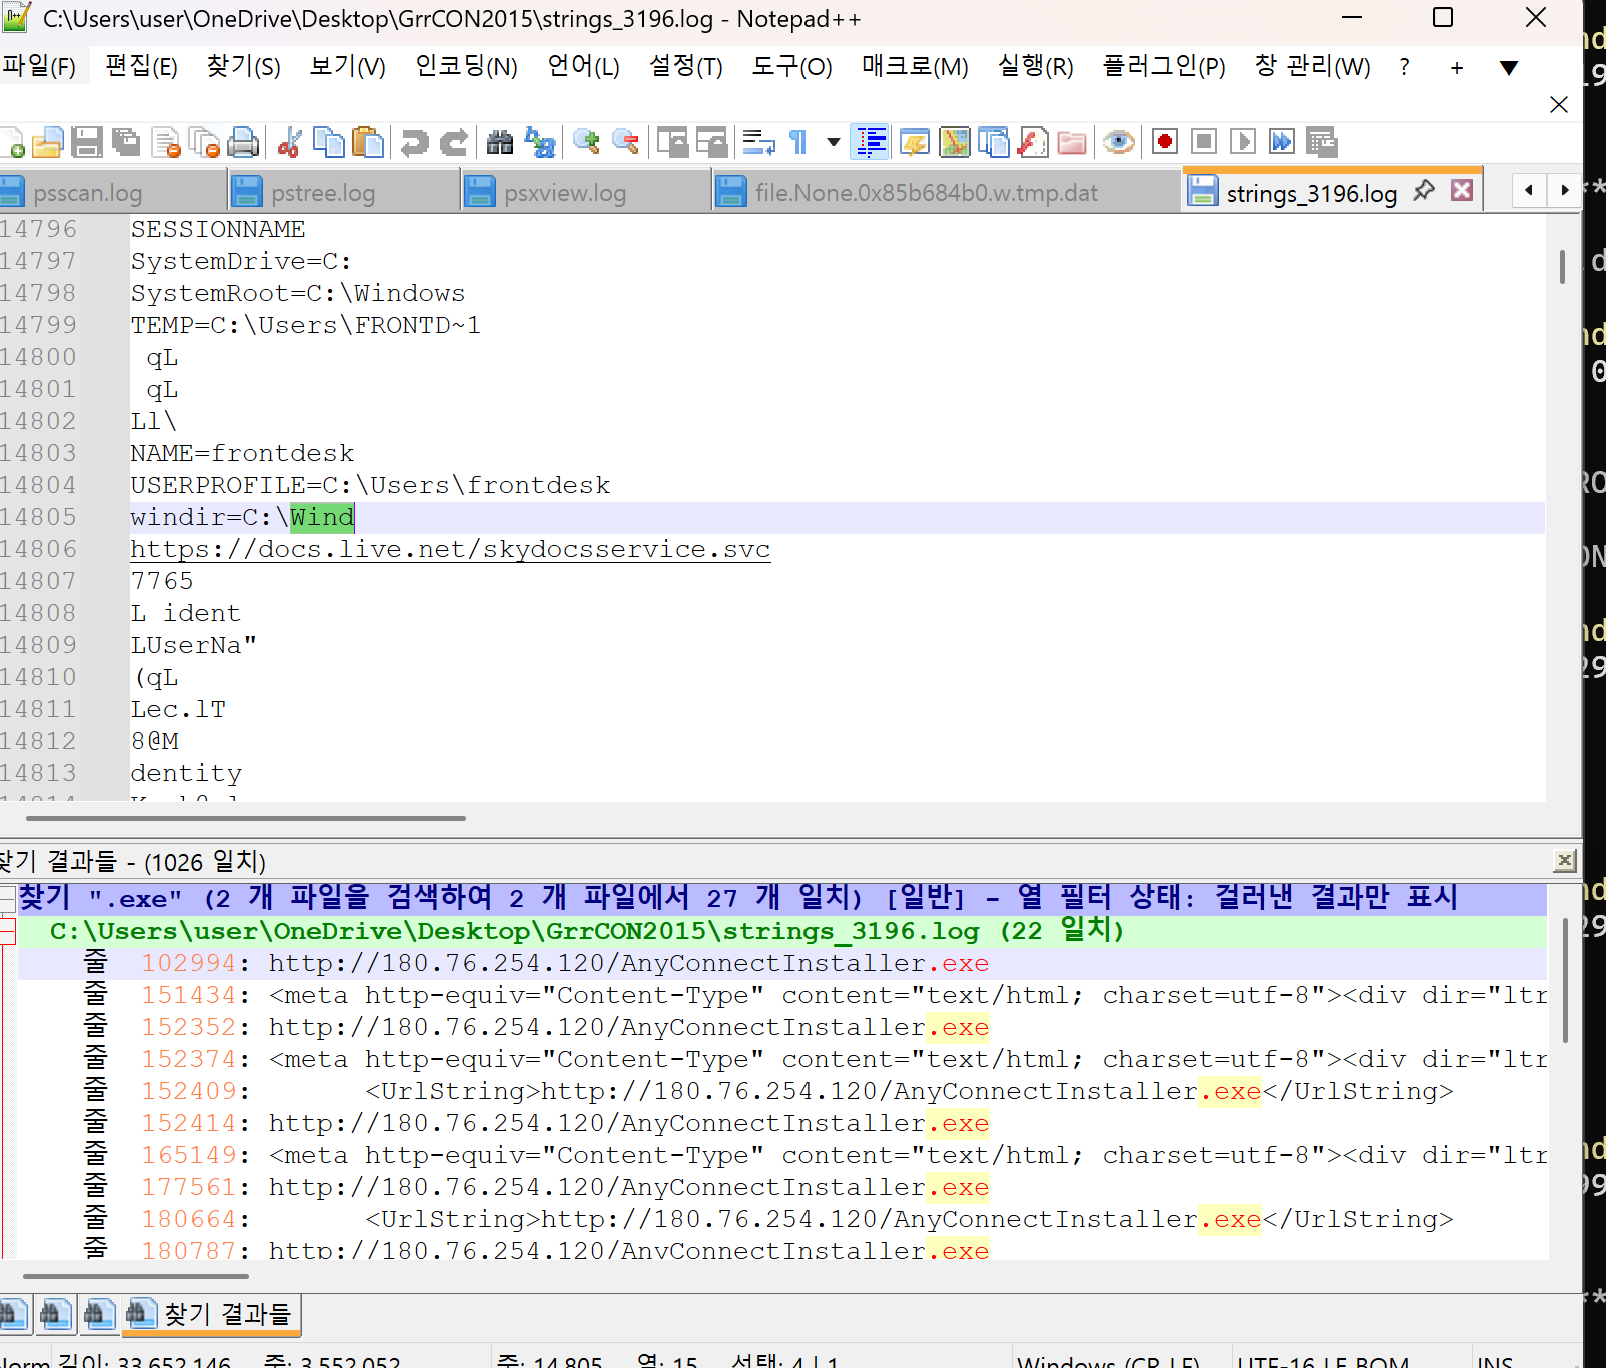 C:\Users\user\OneDrive\Desktop\GrrCON2015\strings_3196.log - Notepad++
파일(F) 편집(E) 찾기(S) 보기(V) 인코딩(N) 언어(L) 설정(T) 도구(O) 매크로(M) 실행(R) 플러그인(P) 창 관리(W) ? + ▼
psscan.log pstree.log psxview.log file.None.0x85b684b0.w.tmp.dat strings_3196.log
14796 SESSIONNAME
14797 SystemDrive=C:
14798 SystemRoot=C:\Windows
14799 TEMP=C:\Users\FRONTD~1
14800 qL
14801 qL
14802 Ll\
14803 NAME=frontdesk
14804 USERPROFILE=C:\Users\frontdesk
14805 windir=C:\Wind
14806 https://docs.live.net/skydocsservice.svc
14807 7765
14808 L ident
14809 LUserNa"
14810 (qL
14811 Lec.lT
14812 8@M
14813 dentity
찾기 결과들 - (1026 일치)
찾기 ".exe" (2 개 파일을 검색하여 2 개 파일에서 27 개 일치) [일반] - 열 필터 상태: 걸러낸 결과만 표시
C:\Users\user\OneDrive\Desktop\GrrCON2015\strings_3196.log (22 일치)
줄 102994: http://180.76.254.120/AnyConnectInstaller.exe
줄 151434: <meta http-equiv="Content-Type" content="text/html; charset=utf-8"><div dir="ltr
줄 152352: http://180.76.254.120/AnyConnectInstaller.exe
줄 152374: <meta http-equiv="Content-Type" content="text/html; charset=utf-8"><div dir="ltr
줄 152409: <UrlString>http://180.76.254.120/AnyConnectInstaller.exe</UrlString>
줄 152414: http://180.76.254.120/AnyConnectInstaller.exe
줄 165149: <meta http-equiv="Content-Type" content="text/html; charset=utf-8"><div dir="ltr
줄 177561: http://180.76.254.120/AnyConnectInstaller.exe
줄 180664: <UrlString>http://180.76.254.120/AnyConnectInstaller.exe</UrlString>
줄 180787: http://180.76.254.120/AnyConnectInstaller.exe
찾기 결과들
길이: 33,652,146 줄: 3,552,052 줄: 14,805 열: 15 선택: 4 | 1 Windows (CR LF) UTF-16 LE BOM INS